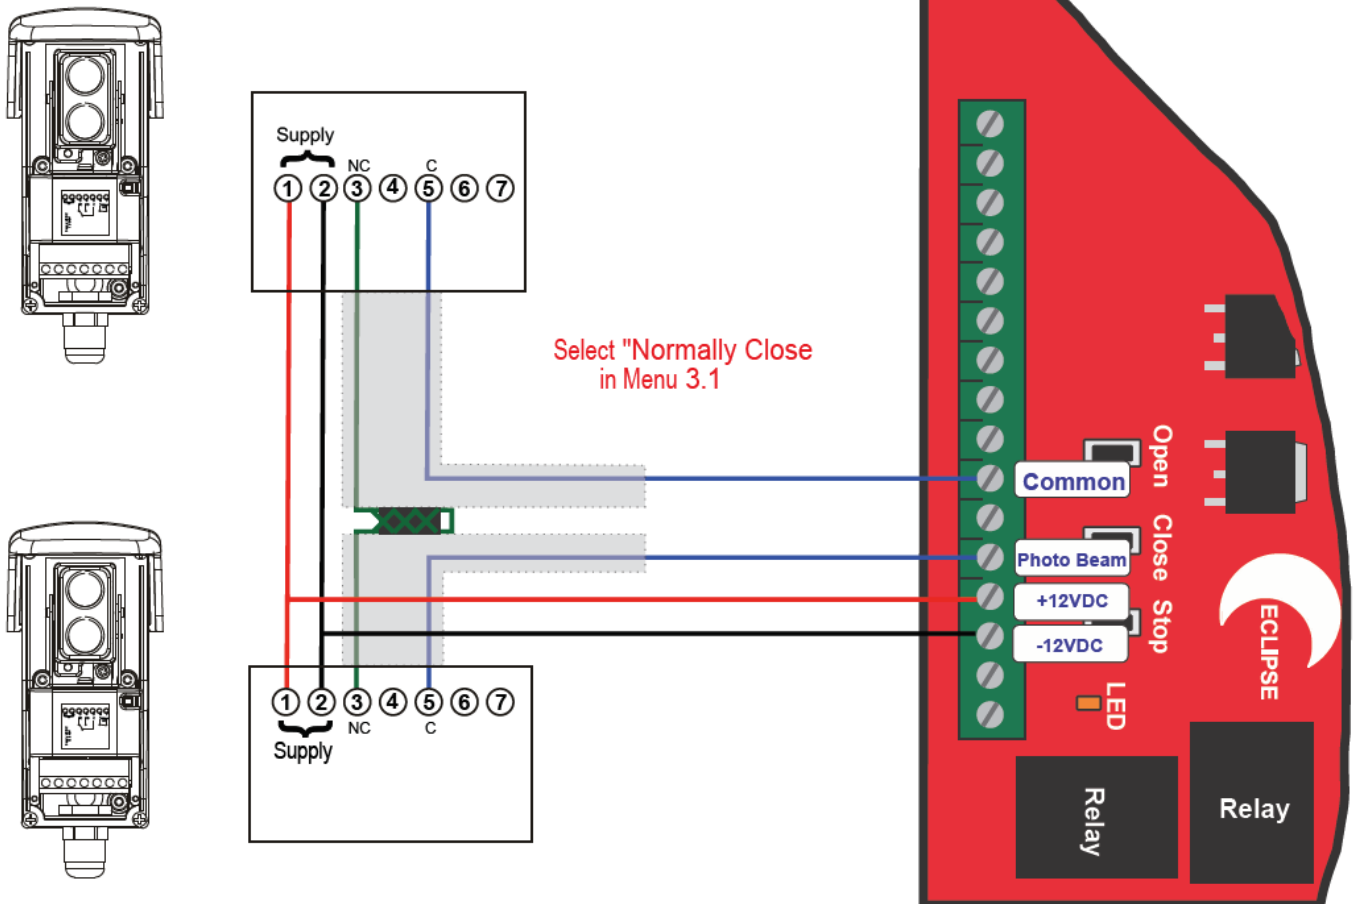 Supply
NC
C
1
2
3
4
5
6
7
Select "Normally Close
in Menu 3.1
Open
Common
Close
Photo Beam
+12VDC
Stop
-12VDC
ECLIPSE
LED
1
2
3
4
5
6
7
NC
C
Supply
Relay
Relay